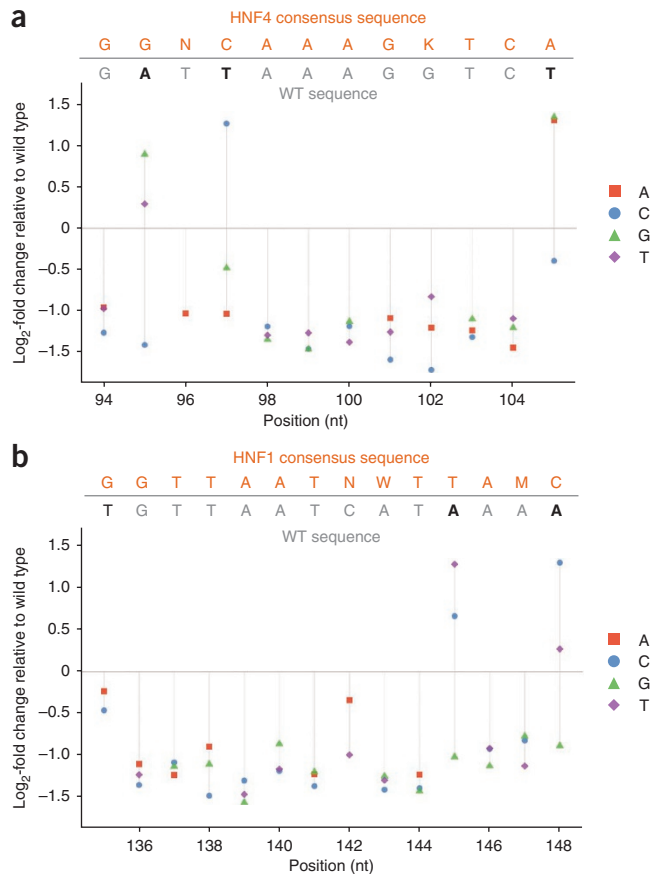 a
HNF4 consensus sequence
G G N C A A A G K T C A
G A T T A A A G G T C T
WT sequence
Log2-fold change relative to wild type
1.5
1.0
0.5
0
−0.5
−1.0
−1.5
94 96 98 100 102 104
Position (nt)
A
C
G
T
b
HNF1 consensus sequence
G G T T A A T N W T T A M C
T G T T A A T C A T A A A A
WT sequence
Log2-fold change relative to wild type
1.5
1.0
0.5
0
−0.5
−1.0
−1.5
136 138 140 142 144 146 148
Position (nt)
A
C
G
T